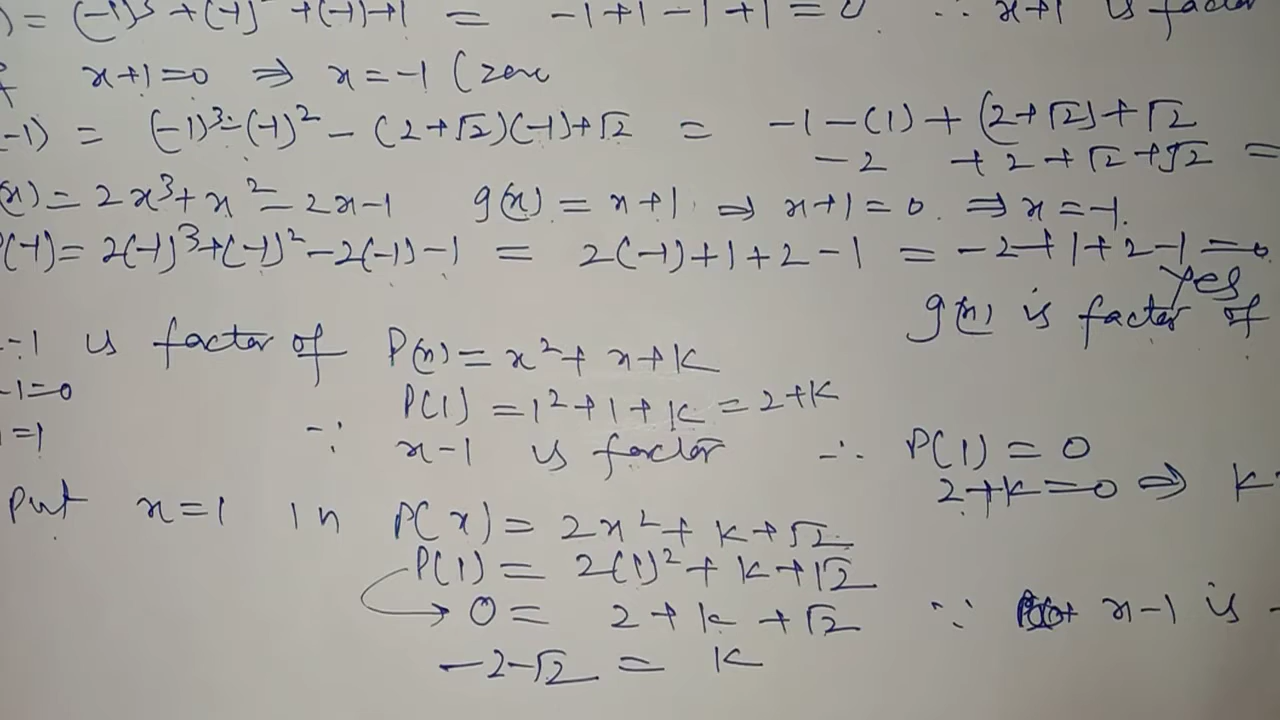 ) = (-1)³ + (-1)² + (-1) + 1 = -1+1-1+1 = 0 ∴ x+1 is factor
x+1=0 ⇒ x = -1 (zero
-1) = (-1)³ - (-1)² - (2+√2)(-1)+√2 = -1-(1) + (2+√2)+√2
-2 + 2+√2+√2 =
(x) = 2x³+x²-2x-1 g(x) = x+1 ⇒ x+1=0 ⇒ x=-1.
P(-1) = 2(-1)³+(-1)²-2(-1)-1 = 2(-1)+1+2-1 = -2+1+2-1=0
Yes
g(x) is factor of
-1 is factor of P(x) = x²+x+K
-1=0
P(1) = 1²+1+K = 2+K
=1
∵ x-1 is factor ∴ P(1) = 0
2+K=0 ⇒ K
Put x=1 in P(x) = 2x²+K+√2
P(1) = 2(1)²+K+√2
→ 0 = 2+K+√2 ∵ x-1 is
-2-√2 = K